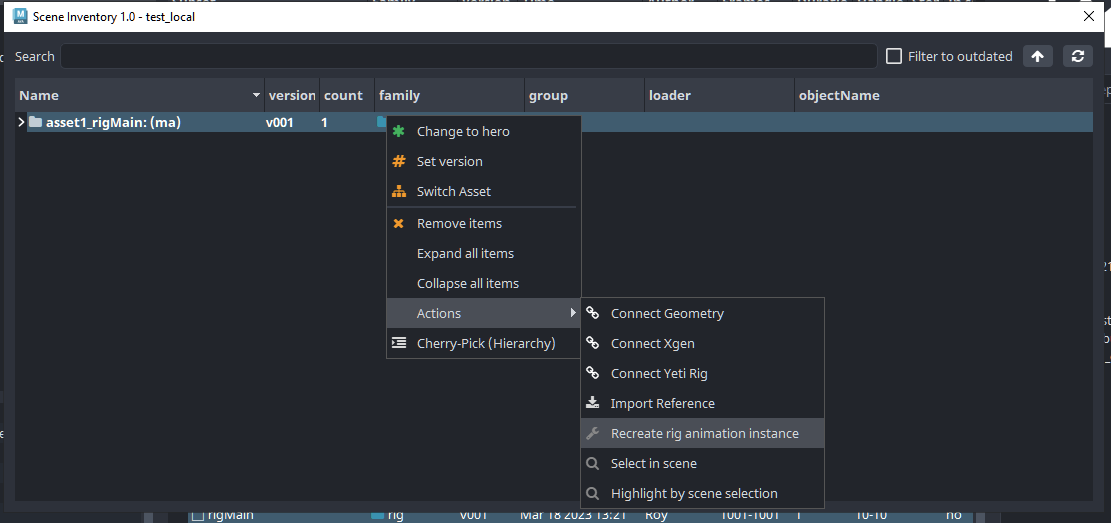 Scene Inventory 1.0 - test_local
Search
Filter to outdated
Name version count family group loader objectName
asset1_rigMain: (ma) v001 1
Change to hero
Set version
Switch Asset
Remove items
Expand all items
Collapse all items
Actions
Cherry-Pick (Hierarchy)
Connect Geometry
Connect Xgen
Connect Yeti Rig
Import Reference
Recreate rig animation instance
Select in scene
Highlight by scene selection
rigMain rig v001 Mar 18 2023 13:21 Roy 1001-1001 1 10-10 no